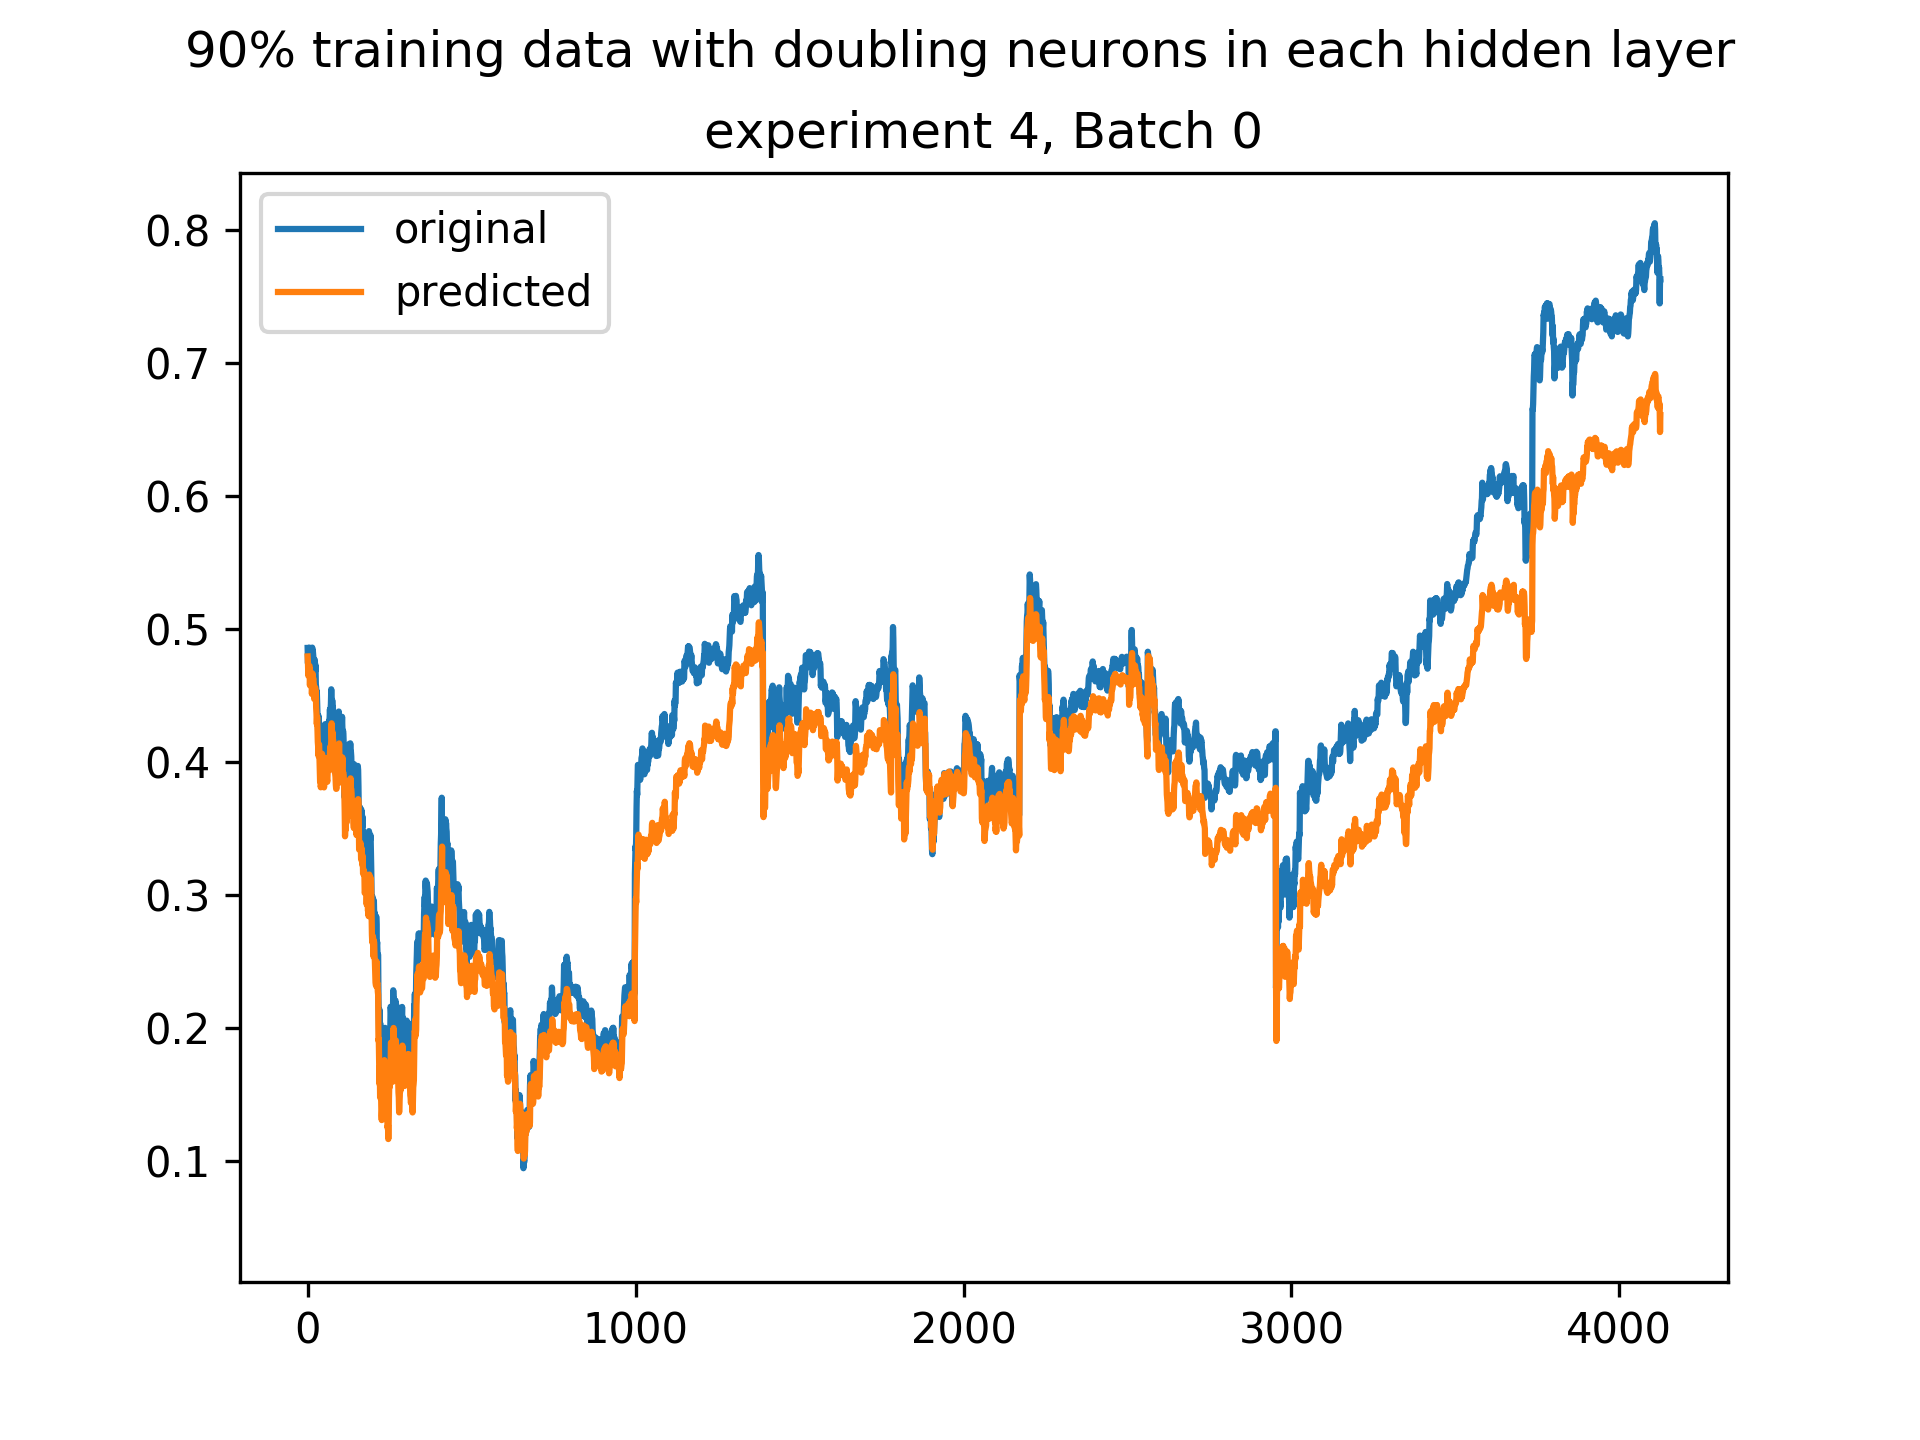 90% training data with doubling neurons in each hidden layer
experiment 4, Batch 0
original
predicted
0.8
0.7
0.6
0.5
0.4
0.3
0.2
0.1
0 1000 2000 3000 4000